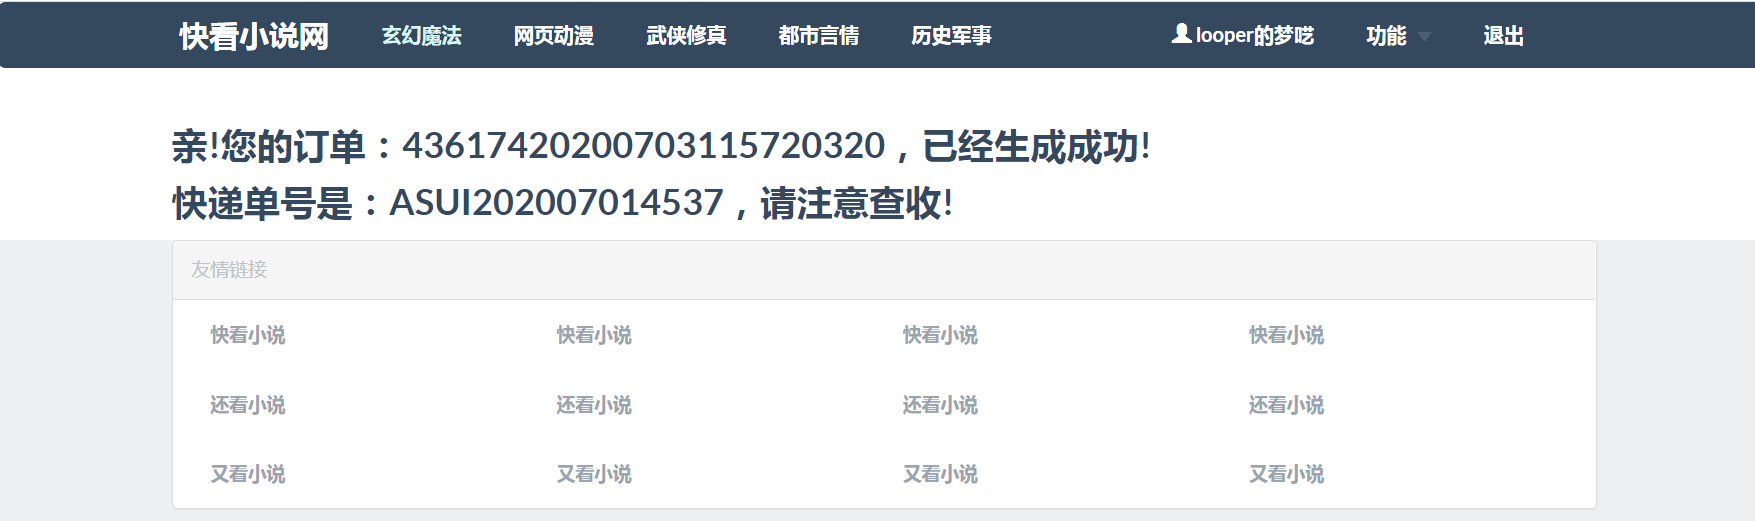 快看小说网 玄幻魔法 网页动漫 武侠修真 都市言情 历史军事 looper的梦呓 功能 退出
亲!您的订单：436174202007031157​20320，已经生成成功!
快递单号是：ASUI202007014537，请注意查收!
友情链接
快看小说 快看小说 快看小说 快看小说
还看小说 还看小说 还看小说 还看小说
又看小说 又看小说 又看小说 又看小说